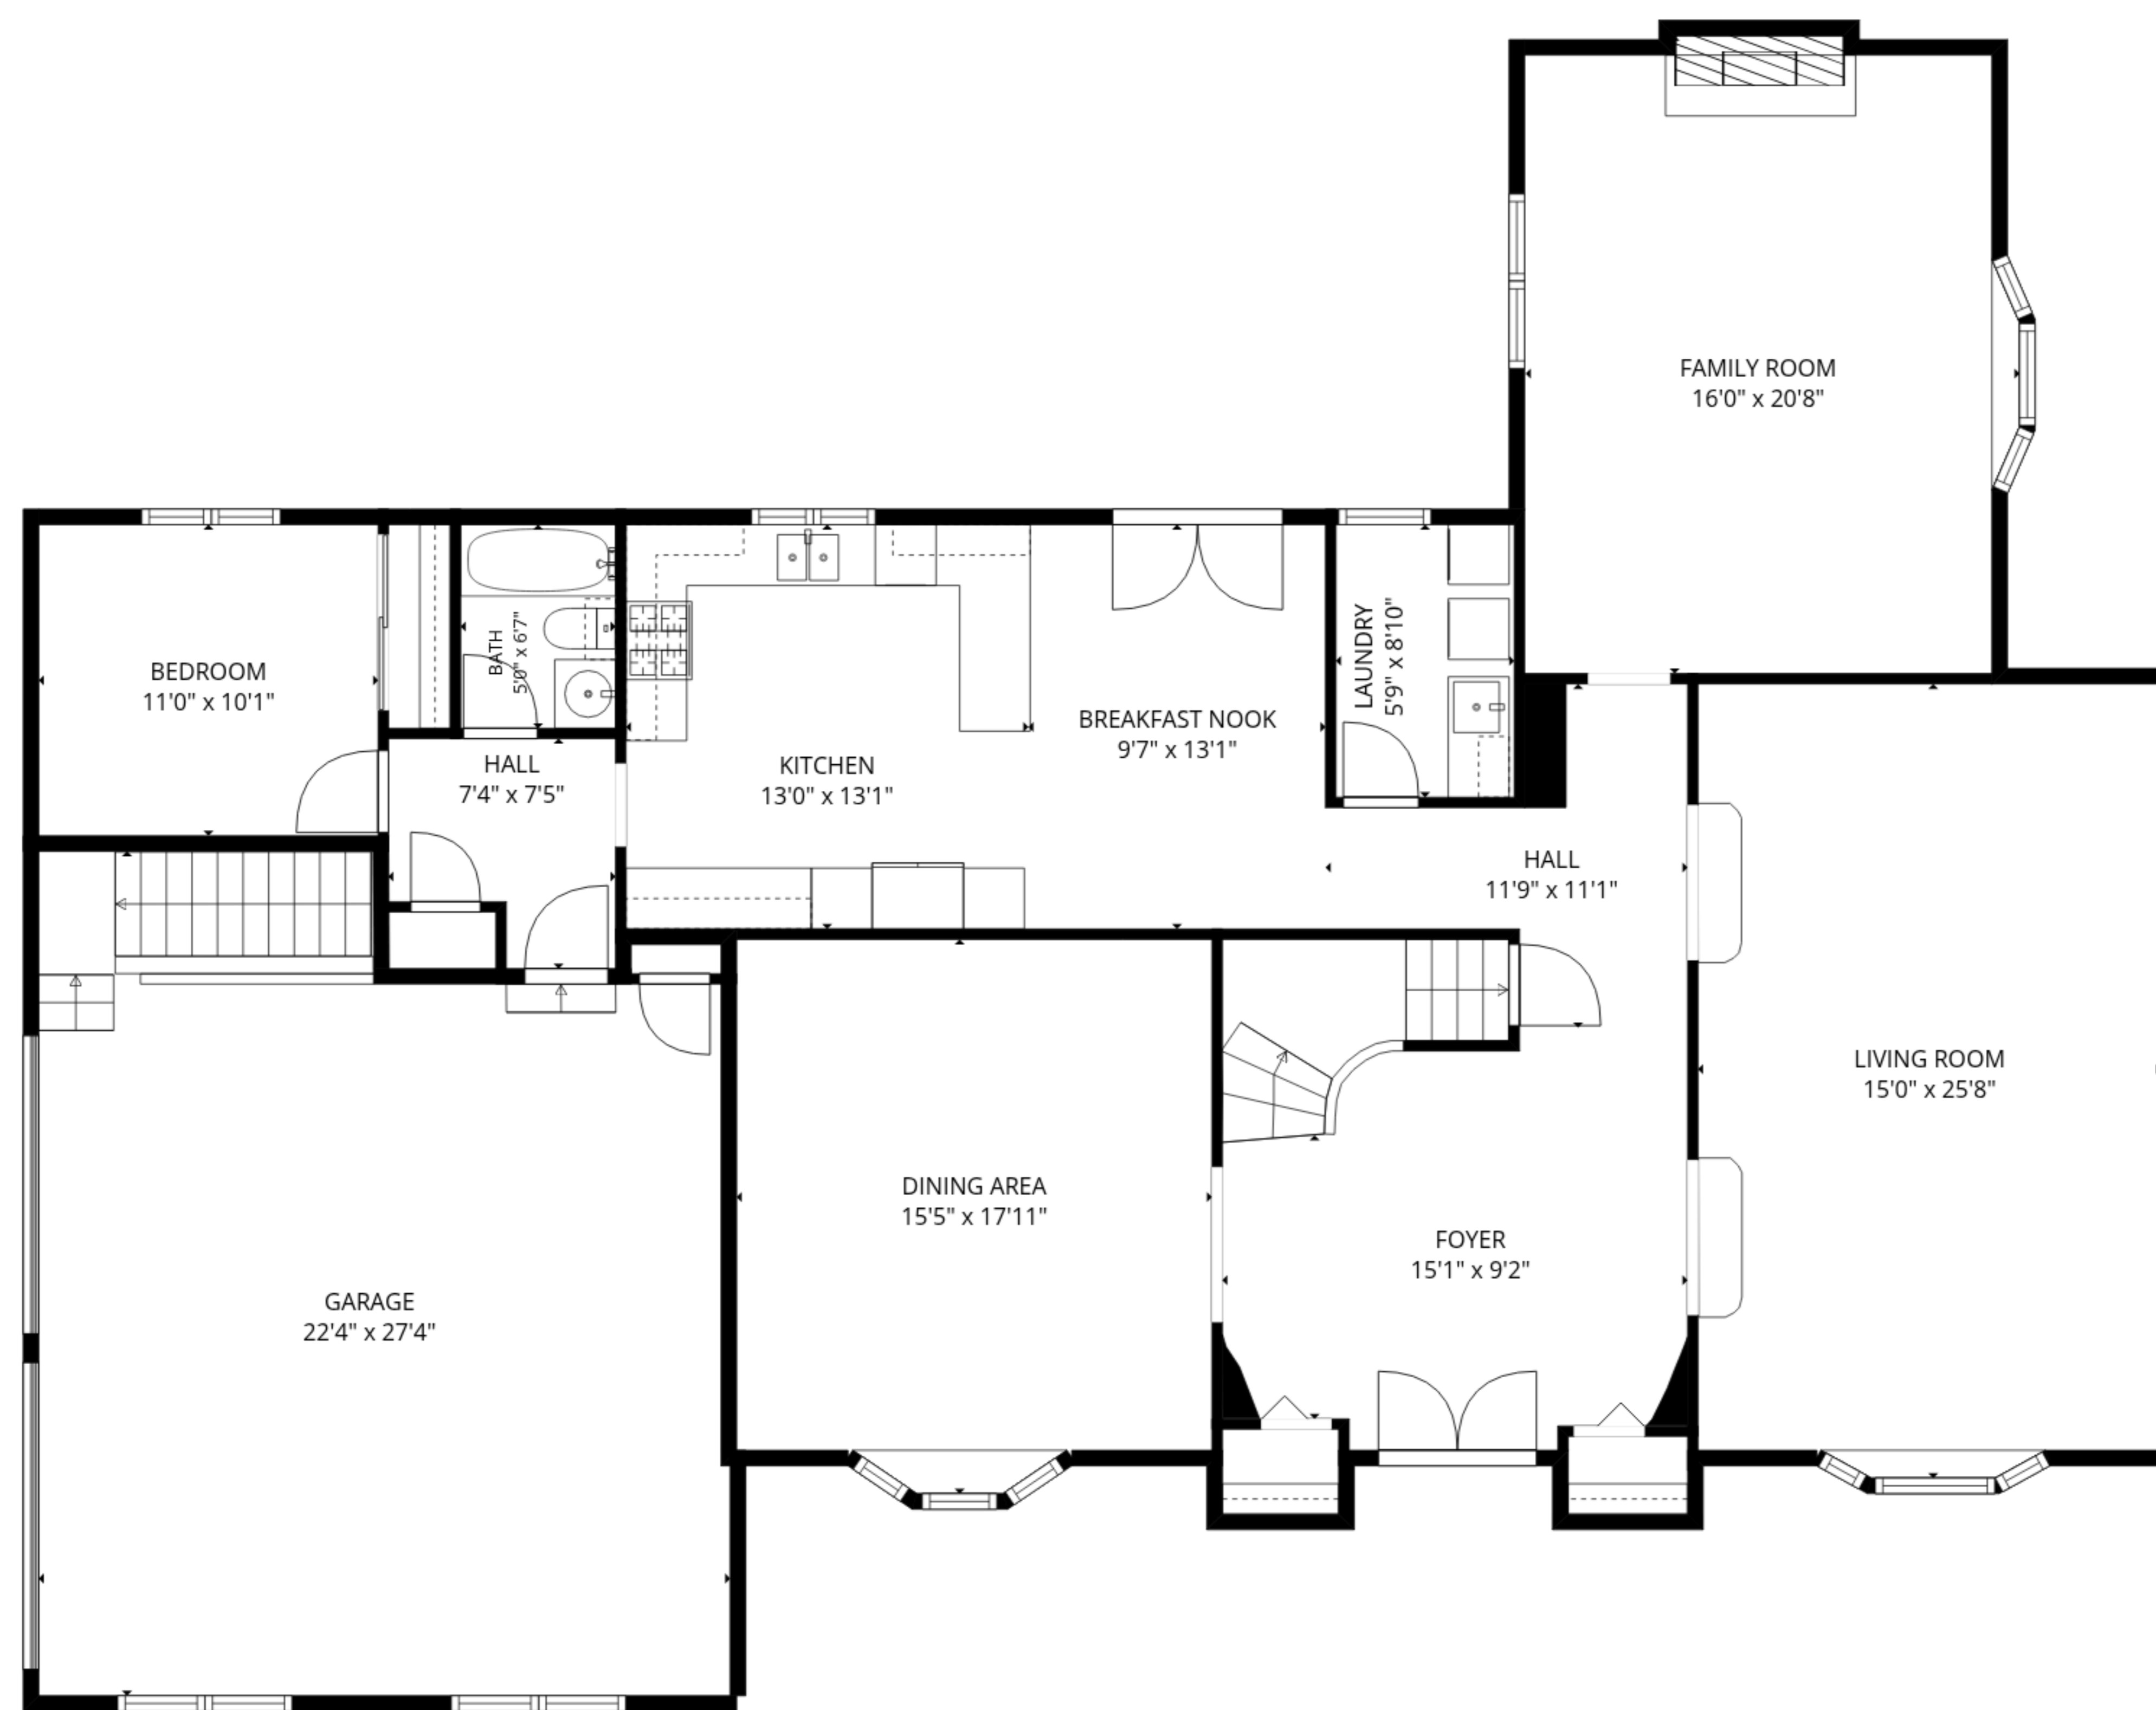 FAMILY ROOM
16'0" x 20'8"
BEDROOM
11'0" x 10'1"
BATH
5'0" x 6'7"
HALL
7'4" x 7'5"
KITCHEN
13'0" x 13'1"
BREAKFAST NOOK
9'7" x 13'1"
LAUNDRY
5'9" x 8'10"
HALL
11'9" x 11'1"
LIVING ROOM
15'0" x 25'8"
DINING AREA
15'5" x 17'11"
FOYER
15'1" x 9'2"
GARAGE
22'4" x 27'4"